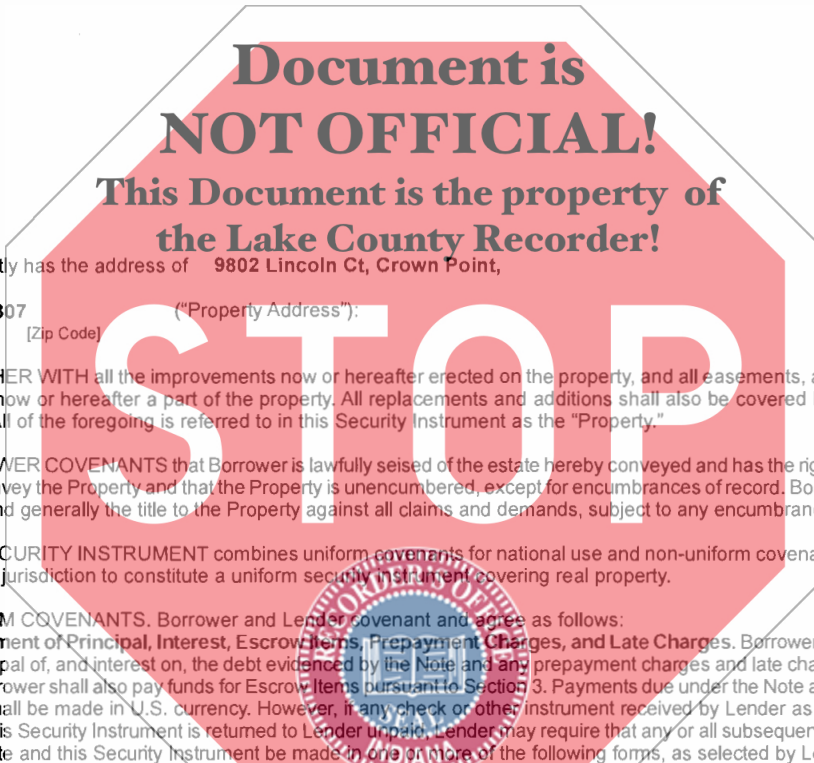 Document is
NOT OFFICIAL!
This Document is the property of
the Lake County Recorder!
tly has the address of 9802 Lincoln Ct, Crown Point,
307 ("Property Address"):
[Zip Code]
STOP
HER WITH all the improvements now or hereafter erected on the property, and all easements, a
now or hereafter a part of the property. All replacements and additions shall also be covered
ll of the foregoing is referred to in this Security Instrument as the "Property."
WER COVENANTS that Borrower is lawfully seised of the estate hereby conveyed and has the rig
vey the Property and that the Property is unencumbered, except for encumbrances of record. Bo
nd generally the title to the Property against all claims and demands, subject to any encumbran
CURITY INSTRUMENT combines uniform covenants for national use and non-uniform covena
jurisdiction to constitute a uniform security instrument covering real property.
M COVENANTS. Borrower and Lender covenant and agree as follows:
ment of Principal, Interest, Escrow Items, Prepayment Charges, and Late Charges. Borrower
pal of, and interest on, the debt evidenced by the Note and any prepayment charges and late cha
rower shall also pay funds for Escrow Items pursuant to Section 3. Payments due under the Note a
all be made in U.S. currency. However, if any check or other instrument received by Lender as
is Security Instrument is returned to Lender unpaid, Lender may require that any or all subsequen
e and this Security Instrument be made in one or more of the following forms, as selected by Le
RECORDER'S OFFICE
SEAL